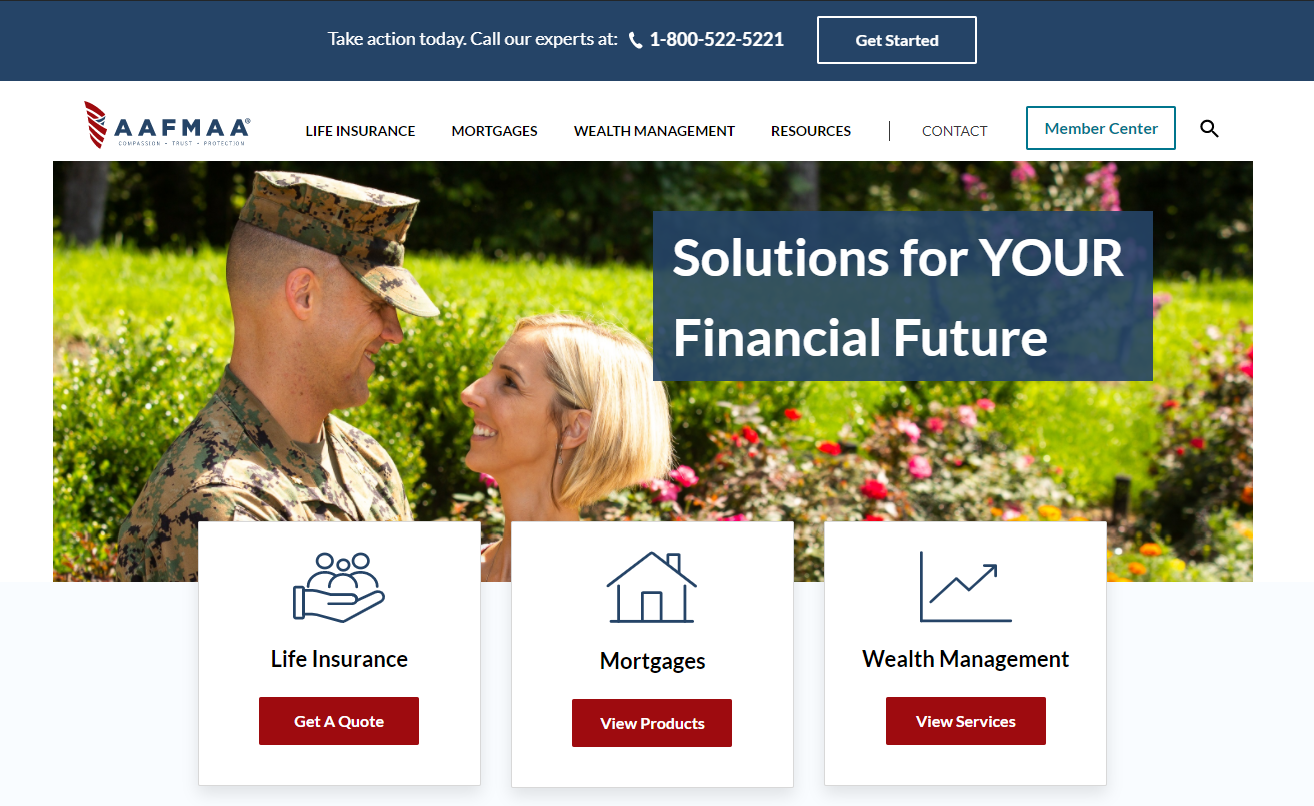 Take action today. Call our experts at: 1-800-522-5221
Get Started
AAFMAA®
COMPASSION • TRUST • PROTECTION
LIFE INSURANCE
MORTGAGES
WEALTH MANAGEMENT
RESOURCES
CONTACT
Member Center
Solutions for YOUR
Financial Future
Life Insurance
Get A Quote
Mortgages
View Products
Wealth Management
View Services